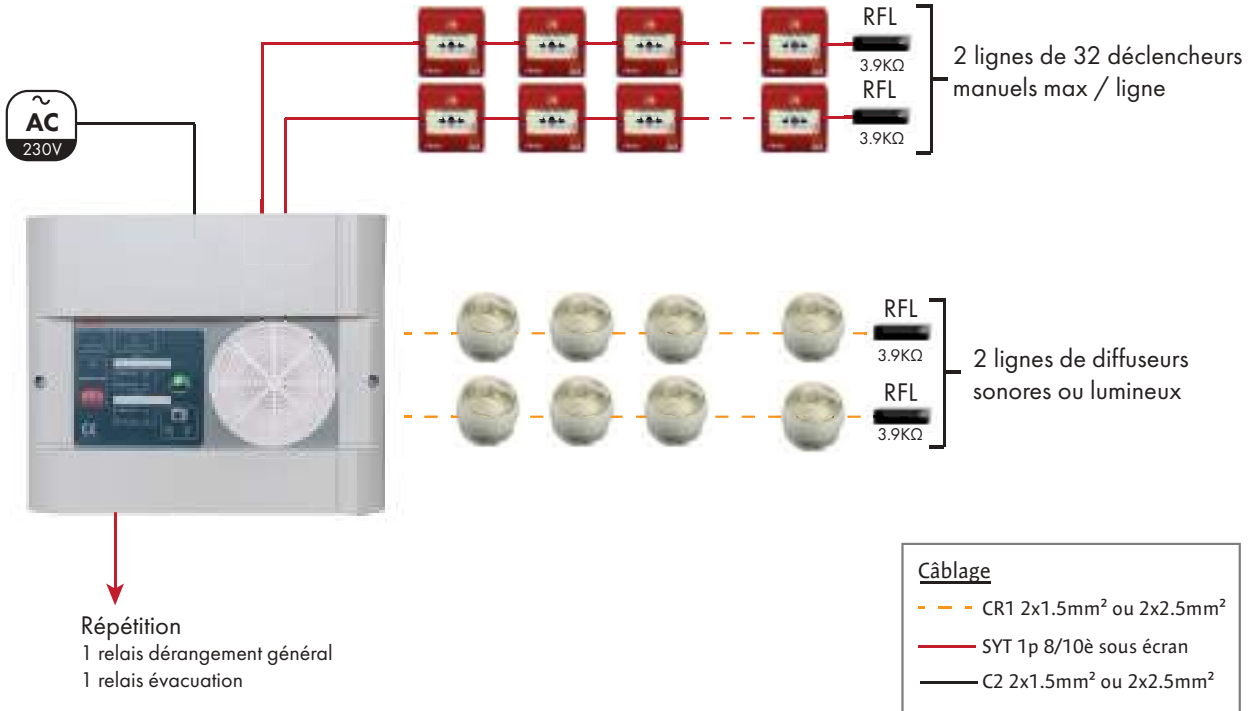 RFL
3.9KΩ
RFL
3.9KΩ
2 lignes de 32 déclencheurs
manuels max / ligne
AC
230V
RFL
3.9KΩ
RFL
3.9KΩ
2 lignes de diffuseurs
sonores ou lumineux
CE
Répétition
1 relais dérangement général
1 relais évacuation
Câblage
CR1 2x1.5mm² ou 2x2.5mm²
SYT 1p 8/10è sous écran
C2 2x1.5mm² ou 2x2.5mm²